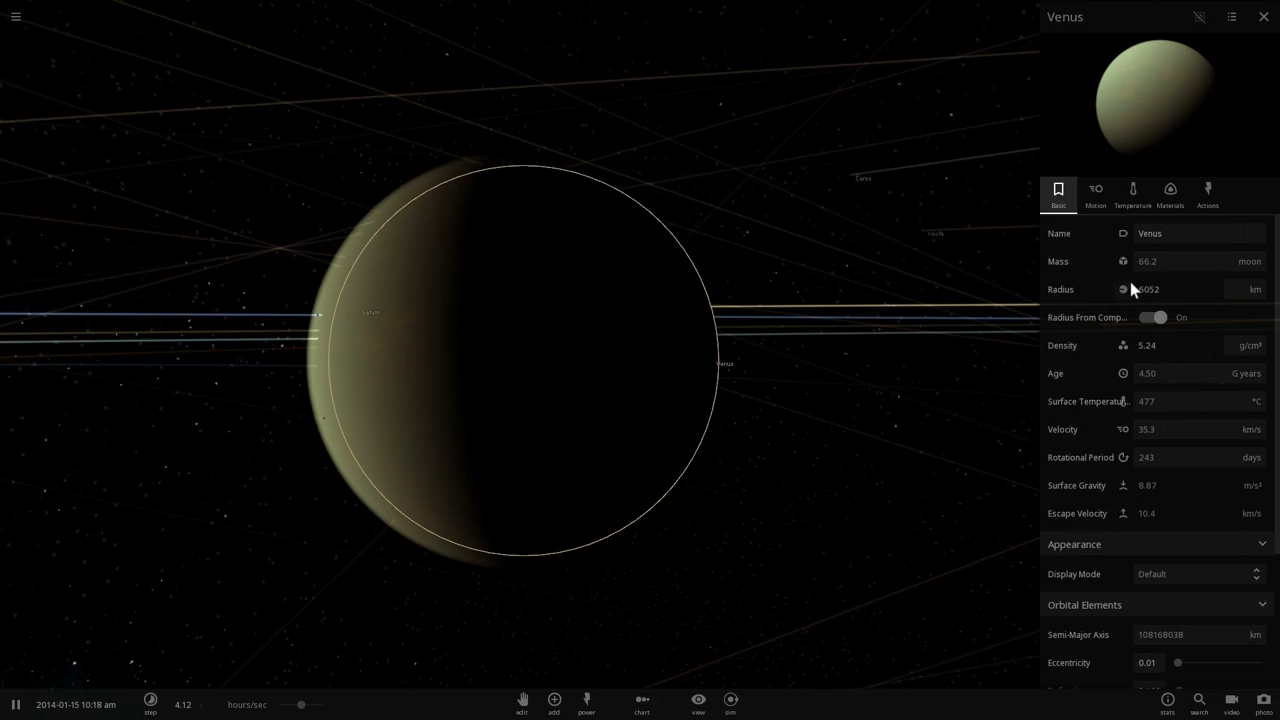 Venus
Ceres
Vesta
Saturn
Venus
Basic
Motion
Temperature
Materials
Actions
Name Venus
Mass 66.2 moon
Radius 6052 km
Radius From Comp... On
Density 5.24 g/cm³
Age 4.50 G years
Surface Temperatu... 477 °C
Velocity 35.3 km/s
Rotational Period 243 days
Surface Gravity 8.87 m/s²
Escape Velocity 10.4 km/s
Appearance
Display Mode Default
Orbital Elements
Semi-Major Axis 108168038 km
Eccentricity 0.01
2014-01-15 10:18 am
step
4.12 hours/sec
edit
add
power
chart
view
sim
stats
search
video
photo